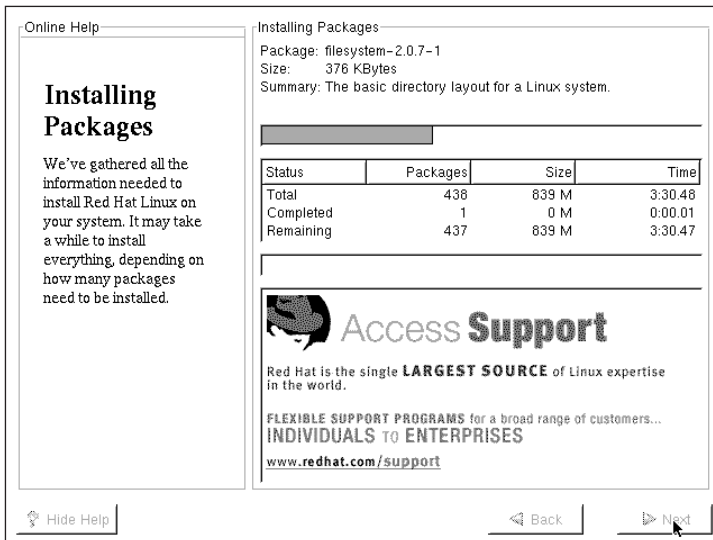 Online Help
Installing
Packages
We've gathered all the
information needed to
install Red Hat Linux on
your system. It may take
a while to install
everything, depending on
how many packages
need to be installed.
Installing Packages
Package: filesystem-2.0.7-1
Size: 376 KBytes
Summary: The basic directory layout for a Linux system.
Status Packages Size Time
Total 438 839 M 3:30.48
Completed 1 0 M 0:00.01
Remaining 437 839 M 3:30.47
Access Support
Red Hat is the single LARGEST SOURCE of Linux expertise
in the world.
FLEXIBLE SUPPORT PROGRAMS for a broad range of customers...
INDIVIDUALS TO ENTERPRISES
www.redhat.com/support
Hide Help
Back
Next